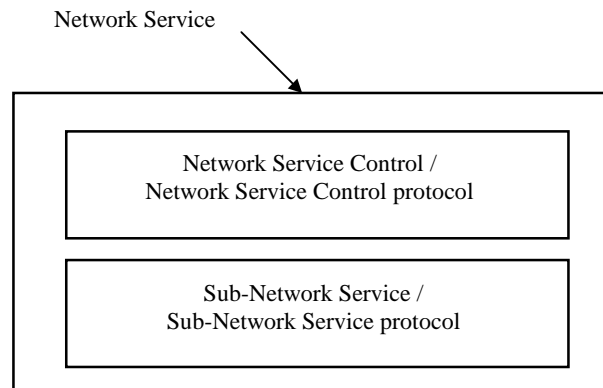 Network Service
Network Service Control /
Network Service Control protocol
Sub-Network Service /
Sub-Network Service protocol